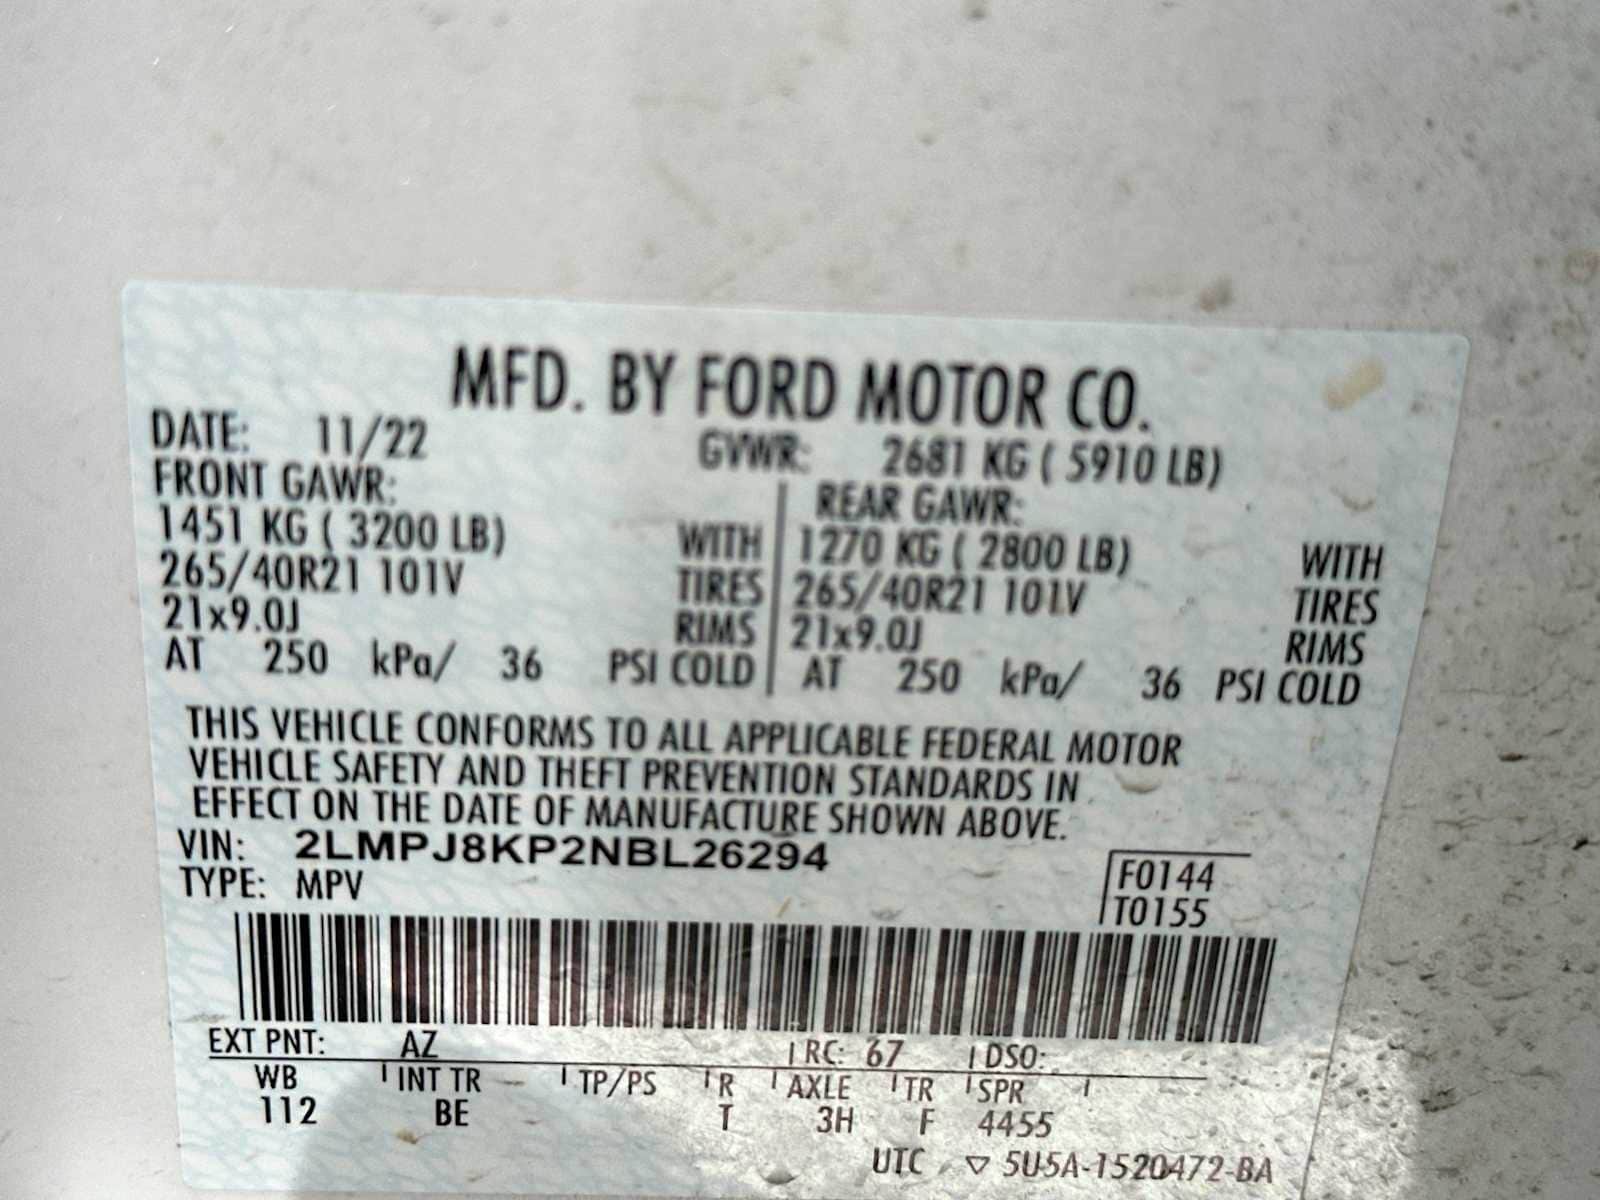 MFD. BY FORD MOTOR CO.
DATE: 11/22 GVWR: 2681 KG ( 5910 LB)
FRONT GAWR: REAR GAWR:
1451 KG ( 3200 LB) WITH 1270 KG ( 2800 LB) WITH
265/40R21 101V TIRES 265/40R21 101V TIRES
21x9.0J RIMS 21x9.0J RIMS
AT 250 kPa/ 36 PSI COLD AT 250 kPa/ 36 PSI COLD
THIS VEHICLE CONFORMS TO ALL APPLICABLE FEDERAL MOTOR
VEHICLE SAFETY AND THEFT PREVENTION STANDARDS IN
EFFECT ON THE DATE OF MANUFACTURE SHOWN ABOVE.
VIN: 2LMPJ8KP2NBL26294
TYPE: MPV
F0144
T0155
EXT PNT: AZ RC: 67 DSO:
WB INT TR TP/PS R AXLE TR SPR
112 BE T 3H F 4455
UTC ▽ 5U5A-1520472-BA